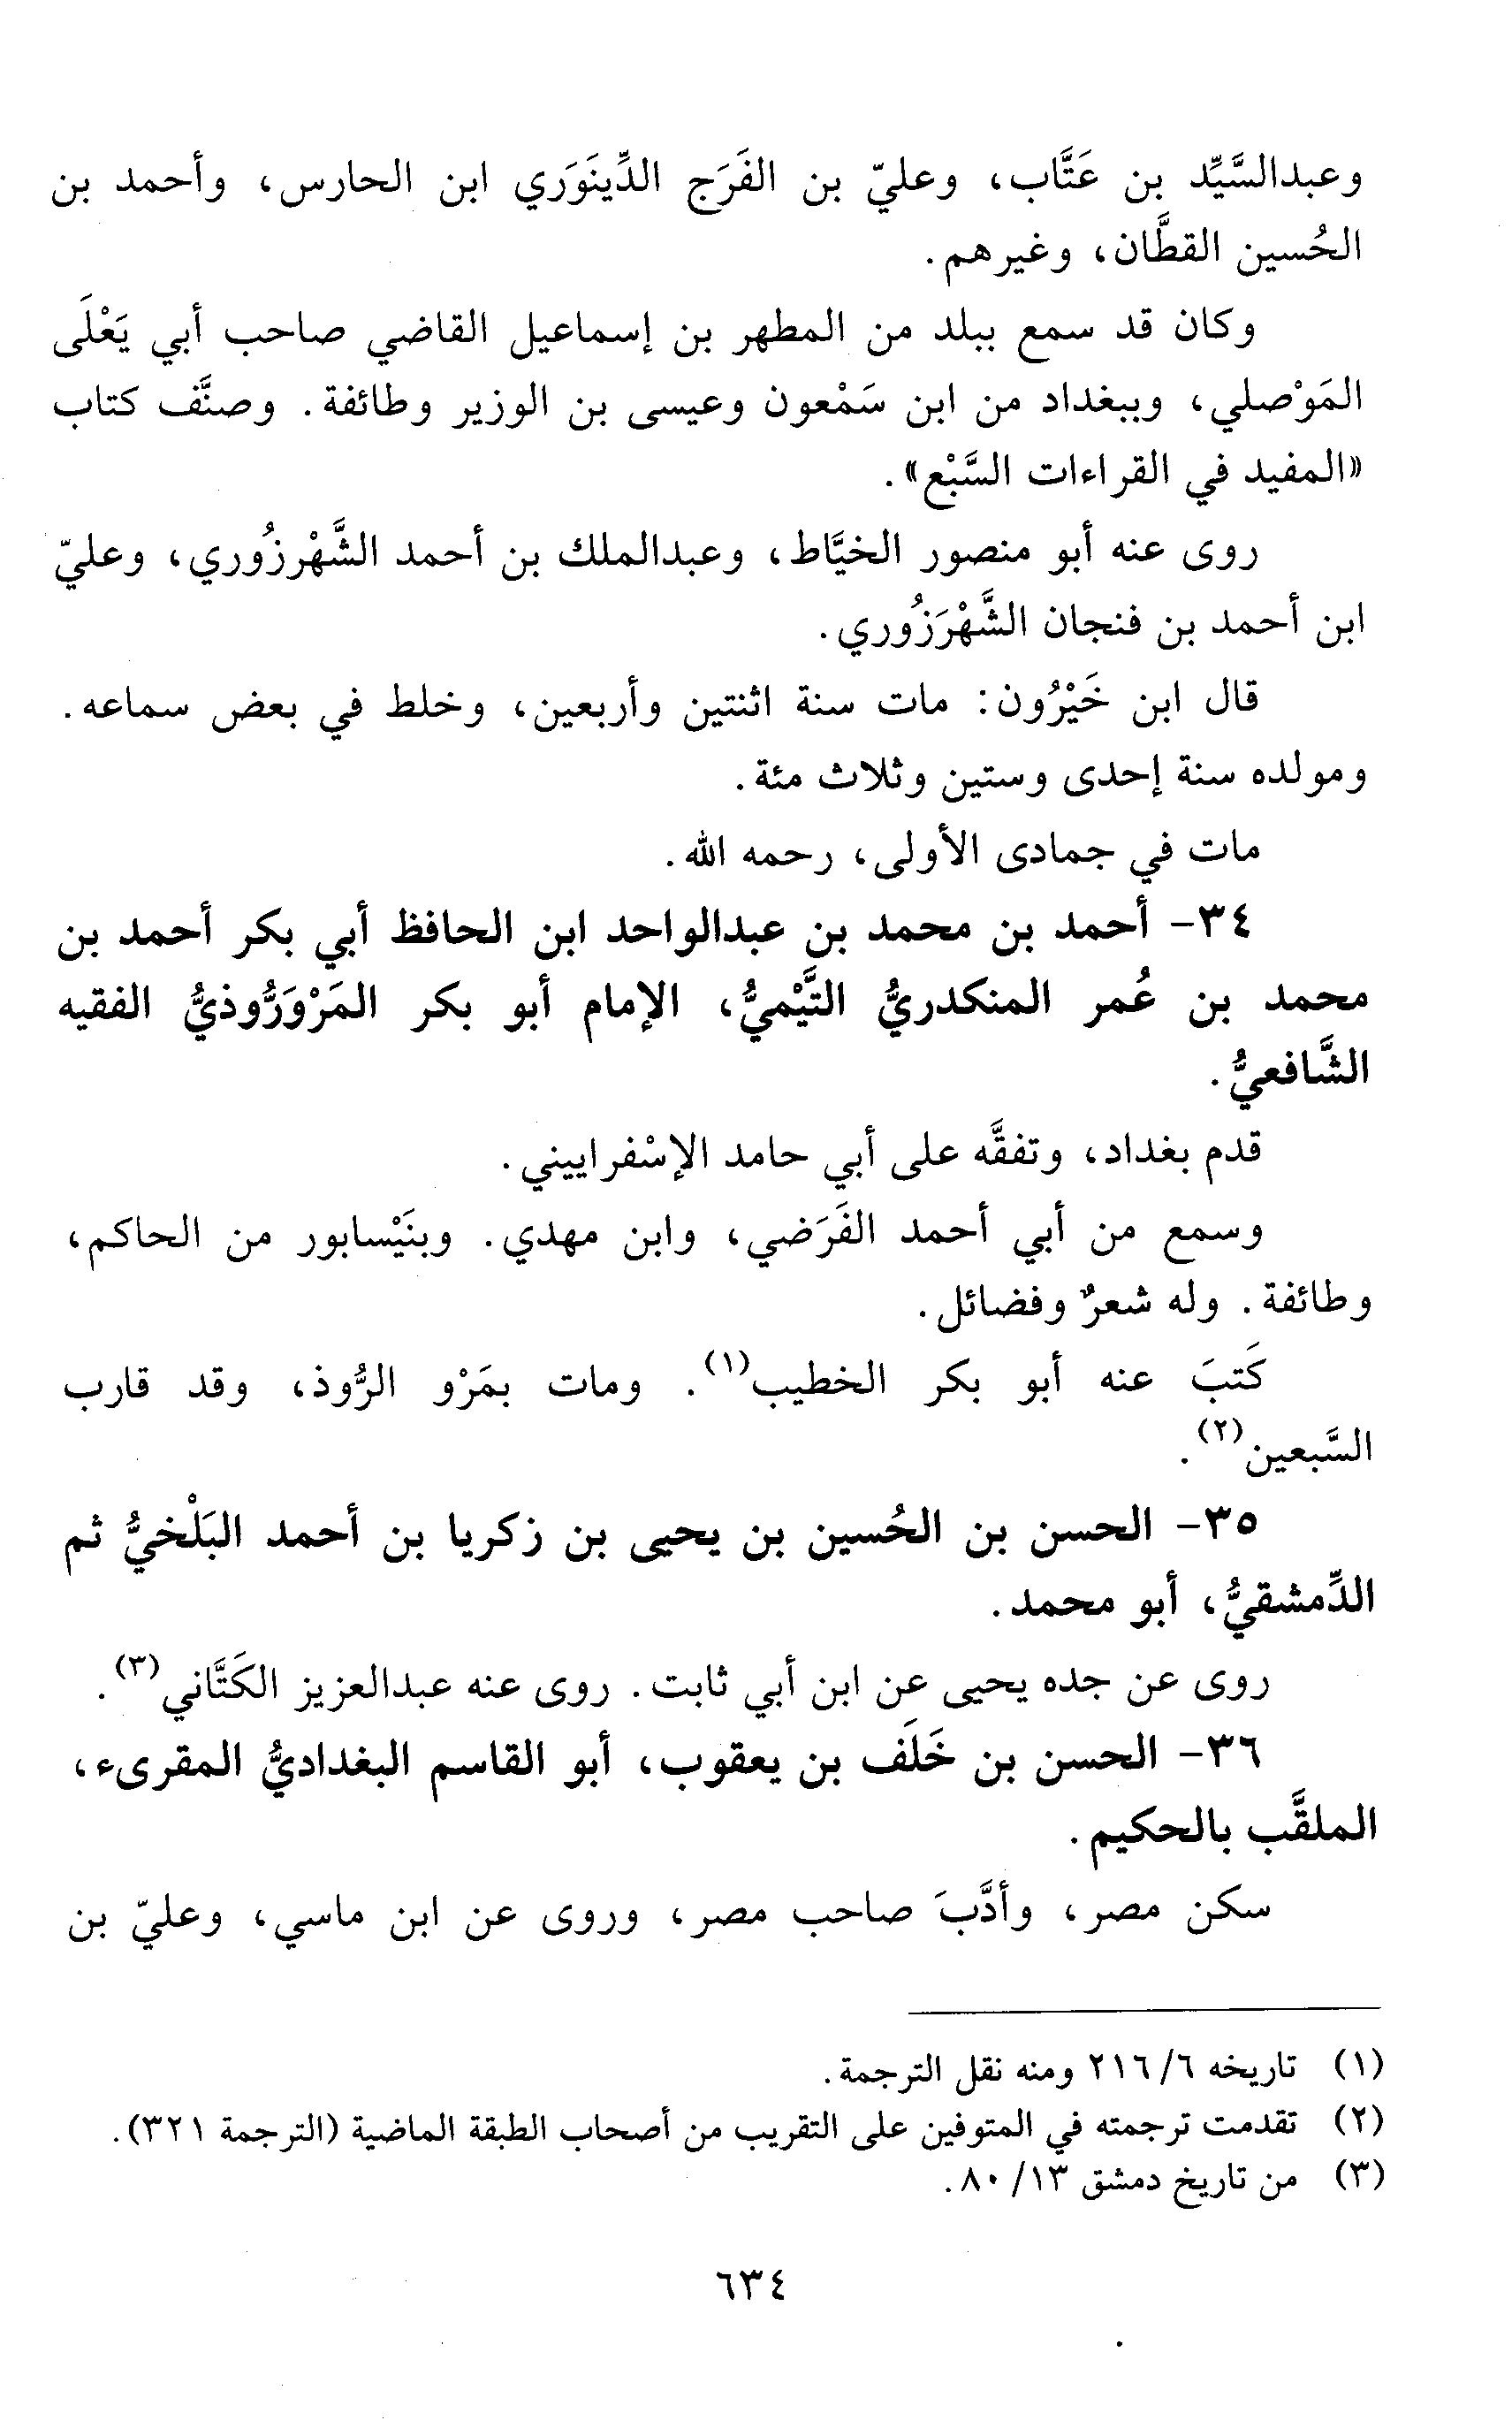 وعبدالسَّيِّد بن عَتَّاب، وعليّ بن الفَرَج الدِّينَوَري ابن الحارس، وأحمد بن
الحُسين القطَّان، وغيرهم.
وكان قد سمع ببلد من المطهر بن إسماعيل القاضي صاحب أبي يَعْلَى
المَوْصلي، وببغداد من ابن سَمْعون وعيسى بن الوزير وطائفة. وصنَّف كتاب
«المفيد في القراءات السَّبْع».
روى عنه أبو منصور الخيَّاط، وعبدالملك بن أحمد الشَّهْرزُوري، وعليّ
ابن أحمد بن فنجان الشَّهْرَزُوري.
قال ابن خَيْرُون: مات سنة اثنتين وأربعين، وخلط في بعض سماعه.
ومولده سنة إحدى وستين وثلاث مئة.
مات في جمادى الأولى، رحمه الله.
٣٤- أحمد بن محمد بن عبدالواحد ابن الحافظ أبي بكر أحمد بن
محمد بن عُمر المنكدريُّ التَّيْميُّ، الإمام أبو بكر المَرْوَرُّوذيُّ الفقيه
الشَّافعيُّ.
قدم بغداد، وتفقَّه على أبي حامد الإسْفراييني.
وسمع من أبي أحمد الفَرَضي، وابن مهدي. وبنَيْسابور من الحاكم،
وطائفة. وله شعرٌ وفضائل.
كَتبَ عنه أبو بكر الخطيب(١). ومات بمَرْو الرُّوذ، وقد قارب
السَّبعين(٢).
٣٥- الحسن بن الحُسين بن يحيى بن زكريا بن أحمد البَلْخيُّ ثم
الدِّمشقيُّ، أبو محمد.
روى عن جده يحيى عن ابن أبي ثابت. روى عنه عبدالعزيز الكَتَّاني(٣).
٣٦- الحسن بن خَلَف بن يعقوب، أبو القاسم البغداديُّ المقرىء،
الملقَّب بالحكيم.
سكن مصر، وأدَّبَ صاحب مصر، وروى عن ابن ماسي، وعليّ بن
(١) تاريخه ٦/ ٢١٦ ومنه نقل الترجمة.
(٢) تقدمت ترجمته في المتوفين على التقريب من أصحاب الطبقة الماضية (الترجمة ٣٢١).
(٣) من تاريخ دمشق ١٣/ ٨٠.
٦٣٤